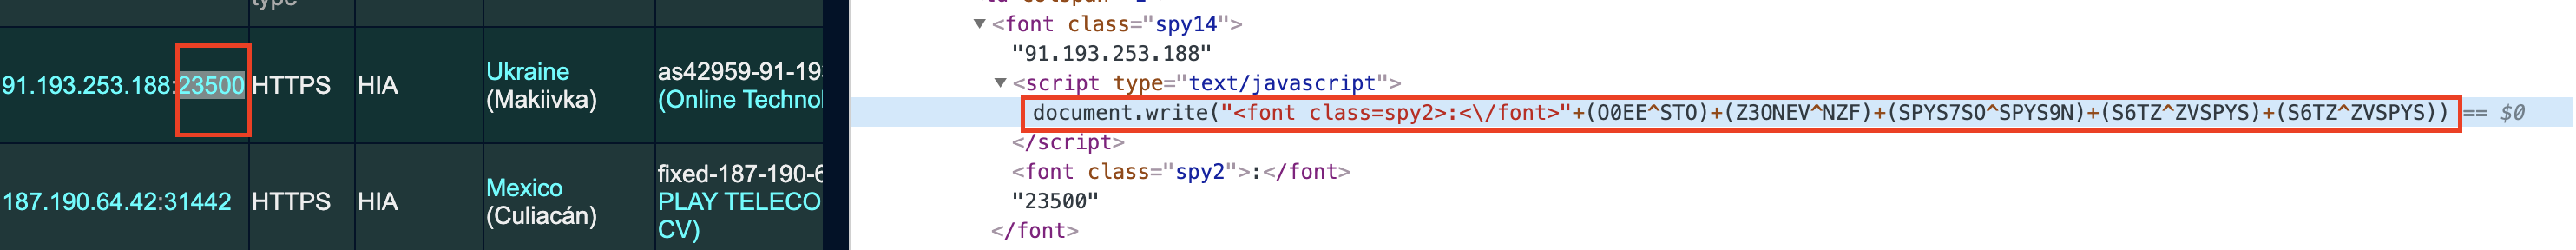 type
91.193.253.188:23500 HTTPS HIA Ukraine (Makiivka) as42959-91-19 (Online Technol
187.190.64.42:31442 HTTPS HIA Mexico (Culiacán) fixed-187-190-6 PLAY TELECO CV)
<font class="spy14">
"91.193.253.188"
<script type="text/javascript">
document.write("<font class=spy2>:<\/font>"+(O0EE^STO)+(Z3ONEV^NZF)+(SPYS7SO^SPYS9N)+(S6TZ^ZVSPYS)+(S6TZ^ZVSPYS)) == $0
</script>
<font class="spy2">:</font>
"23500"
</font>